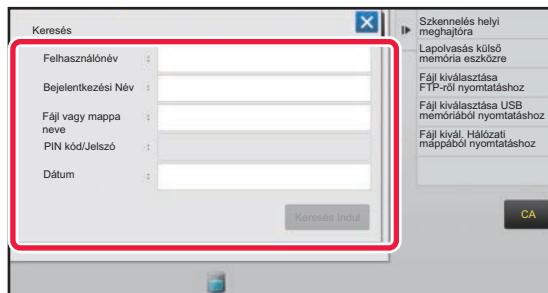 Keresés
Felhasználónév :
Bejelentkezési Név :
Fájl vagy mappa
neve :
PIN kód/Jelszó :
Dátum :
Keresés Indul
Szkennelés helyi
meghajtóra
Lapolvasás külső
memória eszközre
Fájl kiválasztása
FTP-ről nyomtatáshoz
Fájl kiválasztása USB
memóriából nyomtatáshoz
Fájl kivál. Hálózati
mappából nyomtatáshoz
CA